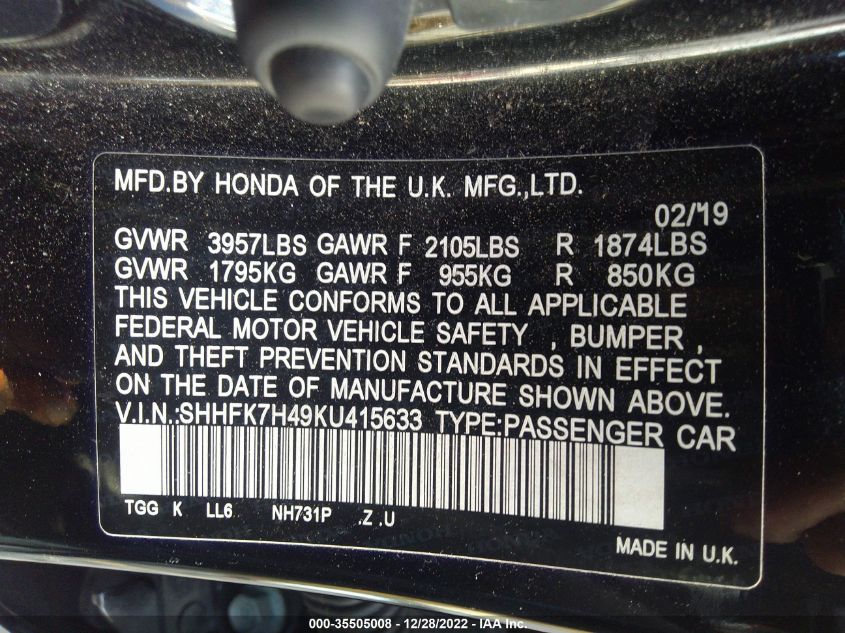 MFD.BY HONDA OF THE U.K. MFG.,LTD.
02/19
GVWR 3957LBS GAWR F 2105LBS R 1874LBS
GVWR 1795KG GAWR F 955KG R 850KG
THIS VEHICLE CONFORMS TO ALL APPLICABLE
FEDERAL MOTOR VEHICLE SAFETY , BUMPER ,
AND THEFT PREVENTION STANDARDS IN EFFECT
ON THE DATE OF MANUFACTURE SHOWN ABOVE.
V.I.N.:SHHFK7H49KU415633 TYPE:PASSENGER CAR
TGG K LL6 NH731P .Z .U
MADE IN U.K.
000-35505008 - 12/28/2022 - IAA Inc.